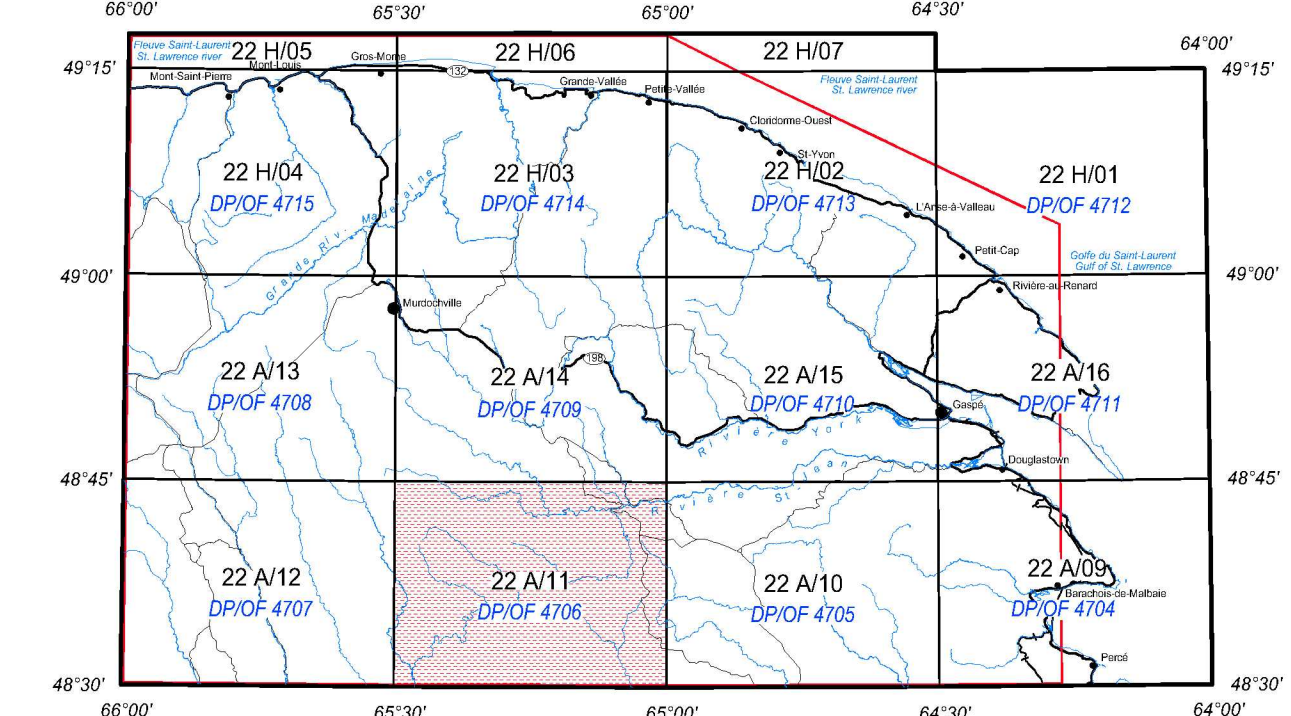 66°00' 65°30' 65°00' 64°30'
64°00'
Fleuve Saint-Laurent
St. Lawrence river
22 H/05
22 H/06
22 H/07
49°15'
49°15'
Mont-Saint-Pierre
Mont-Louis
Gros-Morne
132
Grande-Vallée
Petite-Vallée
Fleuve Saint-Laurent
St. Lawrence river
Cloridorme-Ouest
St-Yvon
22 H/04
DP/OF 4715
22 H/03
DP/OF 4714
22 H/02
DP/OF 4713
22 H/01
DP/OF 4712
Grande Riv. Madeleine
L'Anse-à-Valleau
Petit-Cap
Golfe du Saint-Laurent
Gulf of St. Lawrence
49°00'
49°00'
Rivière-au-Renard
Murdochville
198
22 A/13
DP/OF 4708
22 A/14
DP/OF 4709
22 A/15
DP/OF 4710
22 A/16
DP/OF 4711
Gaspé
Rivière York
Douglastown
Rivière St Jean
48°45'
48°45'
22 A/12
DP/OF 4707
22 A/11
DP/OF 4706
22 A/10
DP/OF 4705
22 A/09
Barachois-de-Malbaie
DP/OF 4704
Percé
48°30'
48°30'
66°00' 65°30' 65°00' 64°30' 64°00'